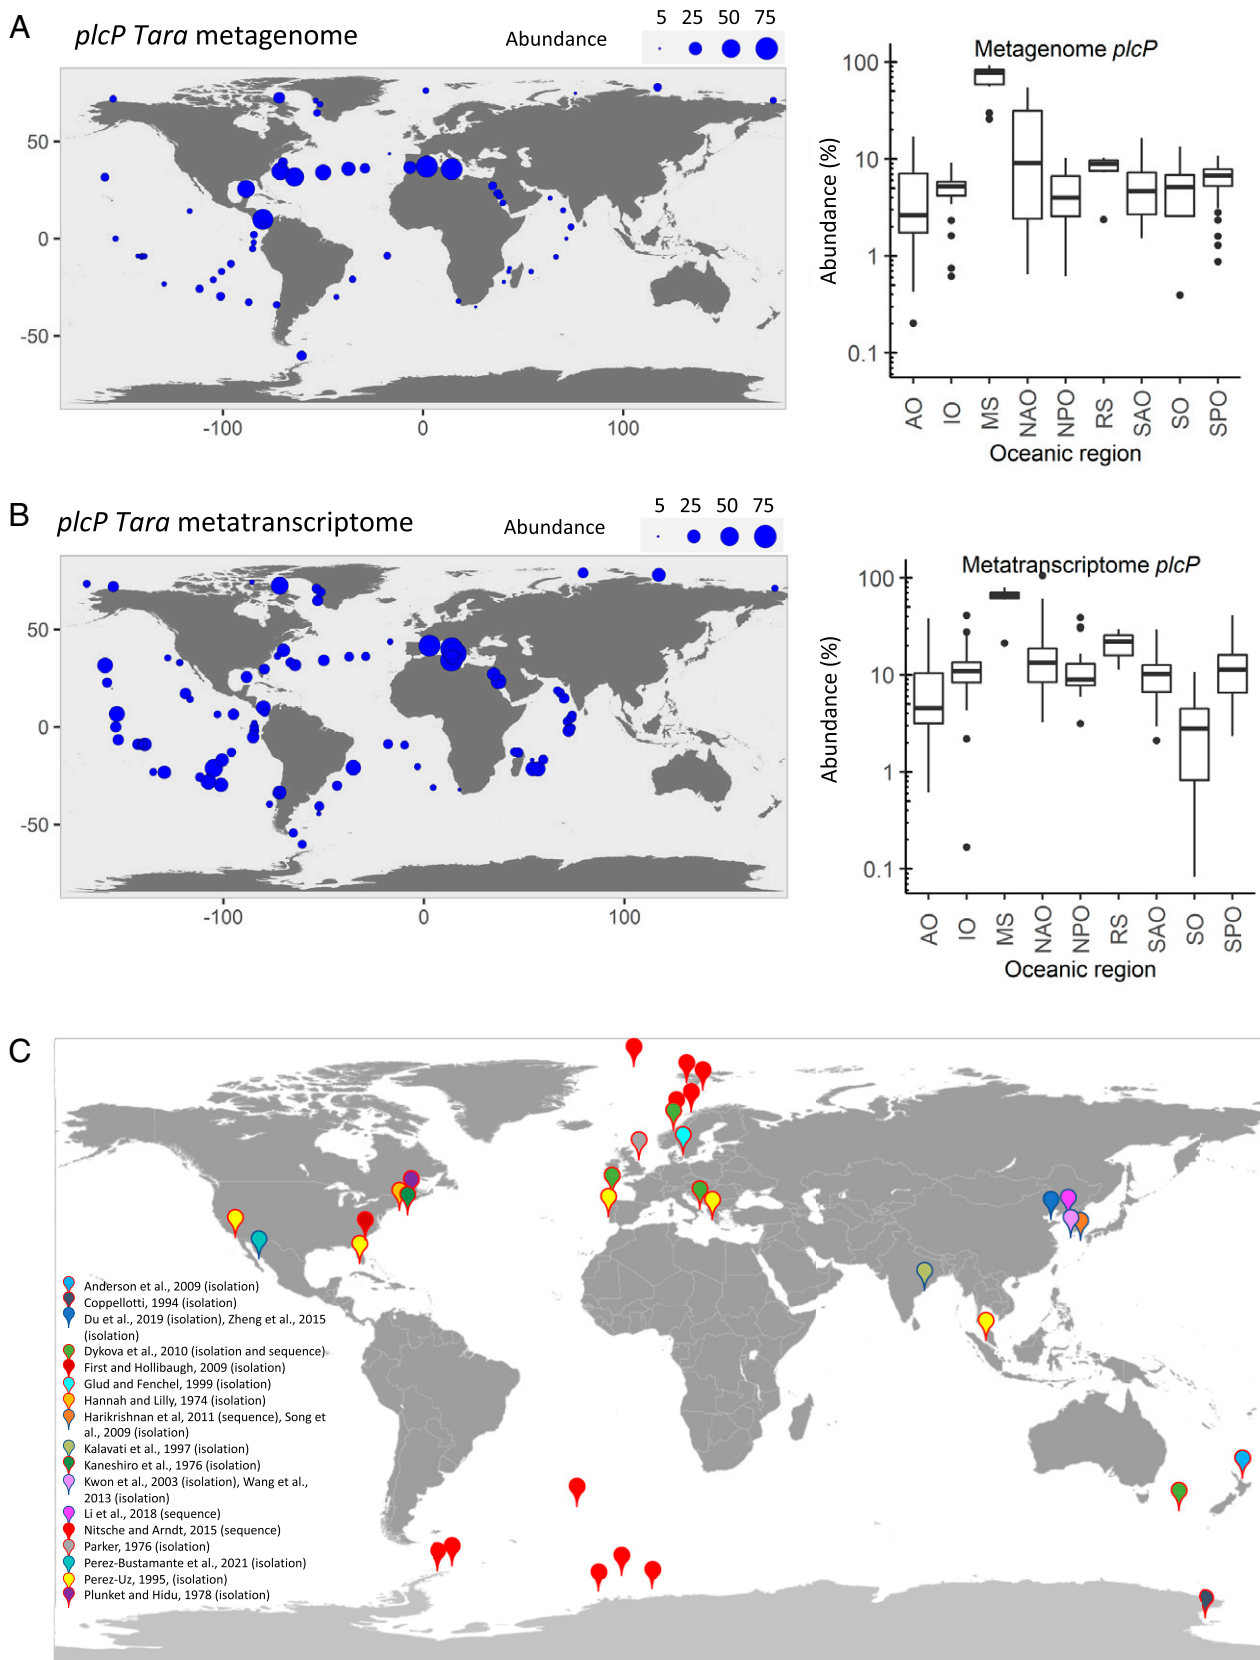 A
plcP Tara metagenome
Abundance
5 25 50 75
50
0
-50
-100 0 100
Metagenome plcP
Abundance (%)
100
10
1
0.1
AO IO MS NAO NPO RS SAO SO SPO
Oceanic region
B
plcP Tara metatranscriptome
Abundance
5 25 50 75
50
0
-50
-100 0 100
Metatranscriptome plcP
Abundance (%)
100
10
1
0.1
AO IO MS NAO NPO RS SAO SO SPO
Oceanic region
C
Anderson et al., 2009 (isolation)
Coppellotti, 1994 (isolation)
Du et al., 2019 (isolation), Zheng et al., 2015
(isolation)
Dykova et al., 2010 (isolation and sequence)
First and Hollibaugh, 2009 (isolation)
Glud and Fenchel, 1999 (isolation)
Hannah and Lilly, 1974 (isolation)
Harikrishnan et al, 2011 (sequence), Song et
al., 2009 (isolation)
Kalavati et al., 1997 (isolation)
Kaneshiro et al., 1976 (isolation)
Kwon et al., 2003 (isolation), Wang et al.,
2013 (isolation)
Li et al., 2018 (sequence)
Nitsche and Arndt, 2015 (sequence)
Parker, 1976 (isolation)
Perez-Bustamante et al., 2021 (isolation)
Perez-Uz, 1995, (isolation)
Plunket and Hidu, 1978 (isolation)